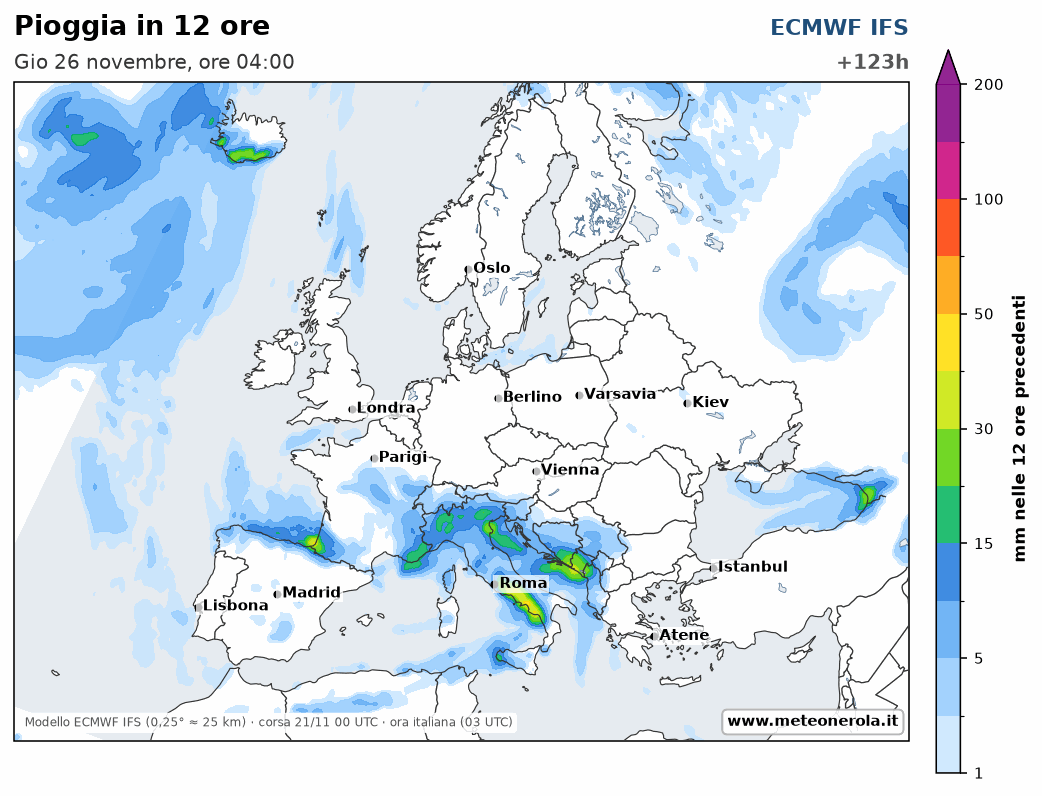 Pioggia in 12 ore
ECMWF IFS
Gio 26 novembre, ore 04:00
+123h
200
100
50
30
15
5
1
mm nelle 12 ore precedenti
Oslo
Berlino
Varsavia
Kiev
Londra
Parigi
Vienna
Istanbul
Roma
Madrid
Lisbona
Atene
Modello ECMWF IFS (0,25° ≈ 25 km) · corsa 21/11 00 UTC · ora italiana (03 UTC)
www.meteonerola.it